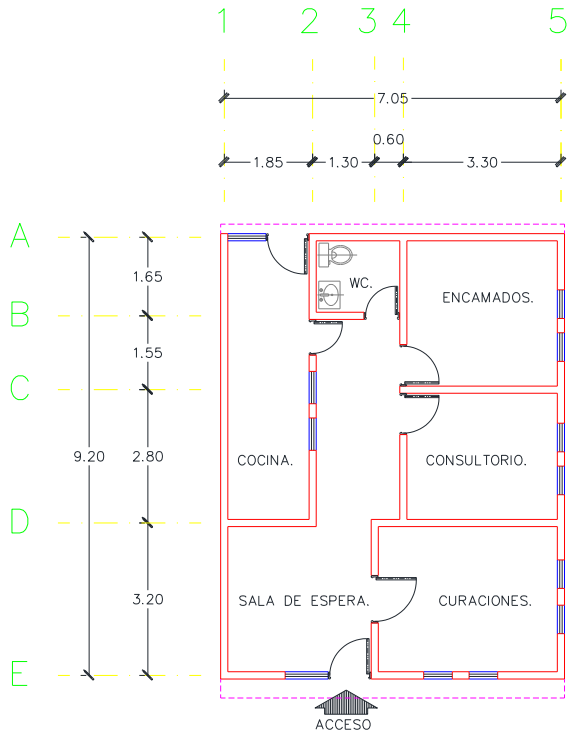 1 2 3 4 5
7.05
0.60
1.85 1.30 3.30
A
1.65
WC.
ENCAMADOS.
B
1.55
C
9.20 2.80
COCINA.
CONSULTORIO.
D
3.20
SALA DE ESPERA.
CURACIONES.
E
ACCESO